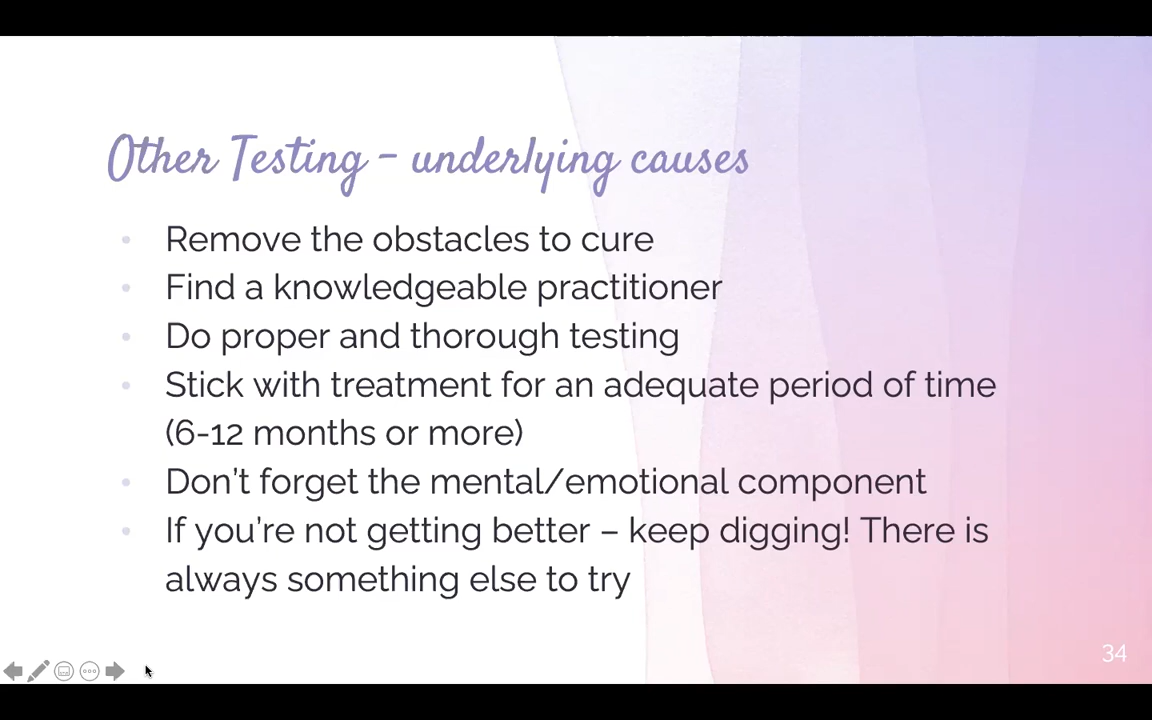 Other Testing – underlying causes
• Remove the obstacles to cure
• Find a knowledgeable practitioner
• Do proper and thorough testing
• Stick with treatment for an adequate period of time
(6-12 months or more)
• Don't forget the mental/emotional component
• If you're not getting better – keep digging! There is
always something else to try
34